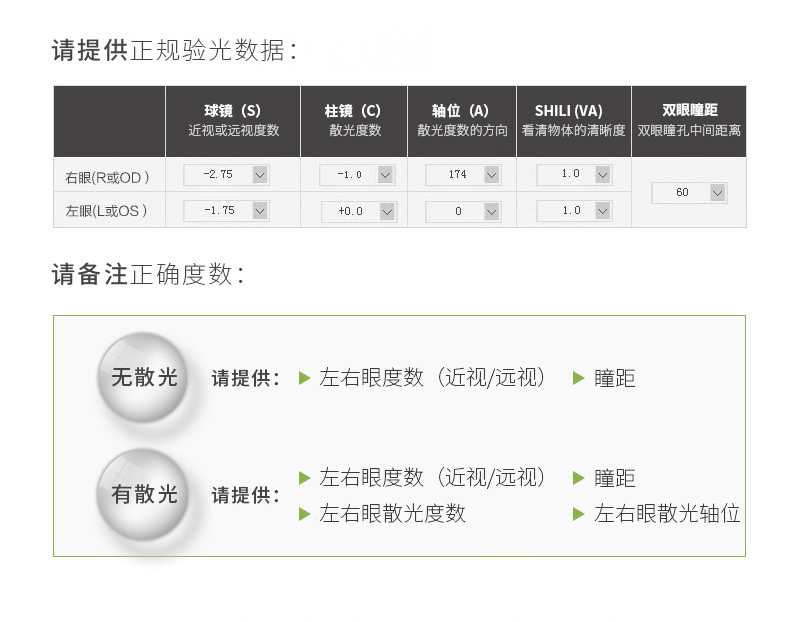 请提供正规验光数据：
球镜（S） 柱镜（C） 轴位（A） SHILI (VA) 双眼瞳距
近视或远视度数 散光度数 散光度数的方向 看清物体的清晰度 双眼瞳孔中间距离
右眼(R或OD ) -2.75 -1.0 174 1.0
60
左眼(L或OS ) -1.75 +0.0 0 1.0
请备注正确度数：
无散光 请提供： 左右眼度数（近视/远视） 瞳距
左右眼度数（近视/远视） 瞳距
有散光 请提供：
左右眼散光度数 左右眼散光轴位